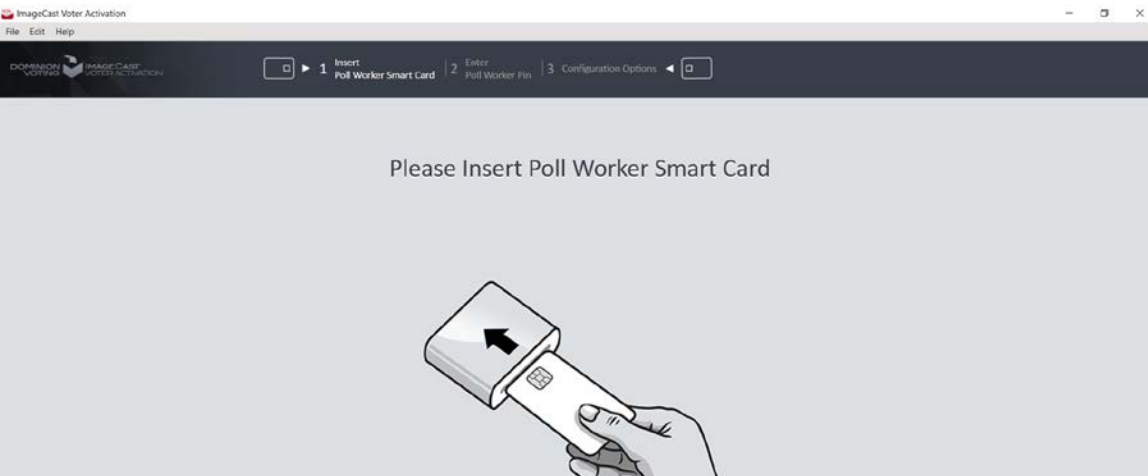 ImageCast Voter Activation
File Edit Help
DOMINION VOTING IMAGECAST VOTER ACTIVATION
1 Insert Poll Worker Smart Card
2 Enter Poll Worker Pin
3 Configuration Options
Please Insert Poll Worker Smart Card